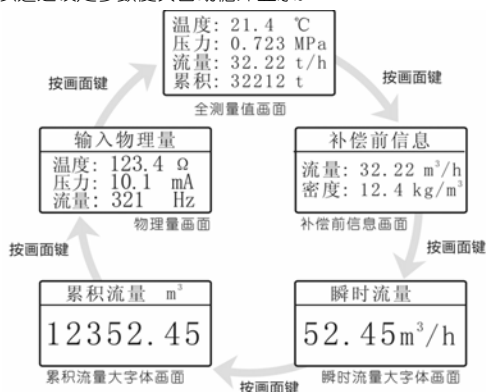 温度: 21.4 ℃
压力: 0.723 MPa
流量: 32.22 t/h
累积: 32212 t
按画面键
按画面键
全测量值画面
输入物理量
温度: 123.4 Ω
压力: 10.1 mA
流量: 321 Hz
物理量画面
补偿前信息
流量: 32.22 m³/h
密度: 12.4 kg/m³
补偿前信息画面
按画面键
按画面键
累积流量 m³
12352.45
累积流量大字体画面
瞬时流量
52.45m³/h
瞬时流量大字体画面
按画面键